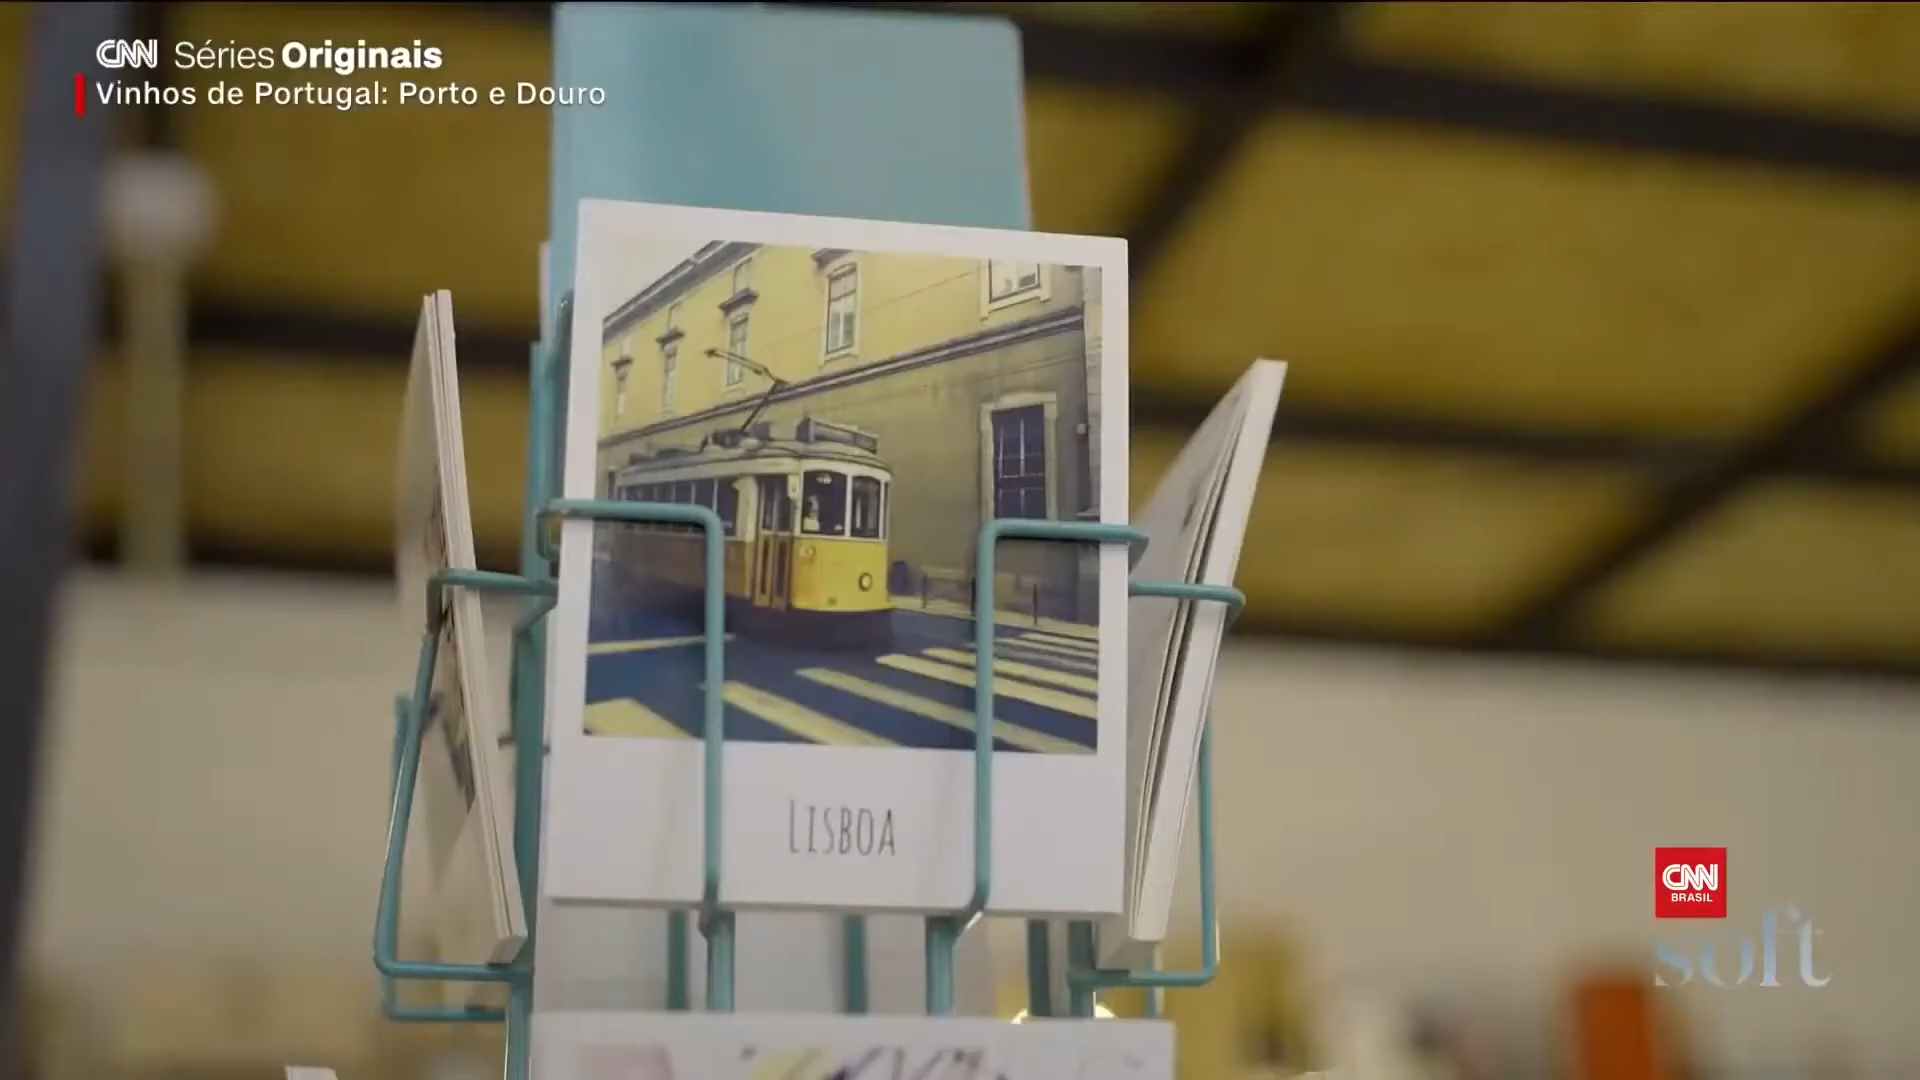 CNN Séries Originais
Vinhos de Portugal: Porto e Douro
LISBOA
CNN
BRASIL
soft